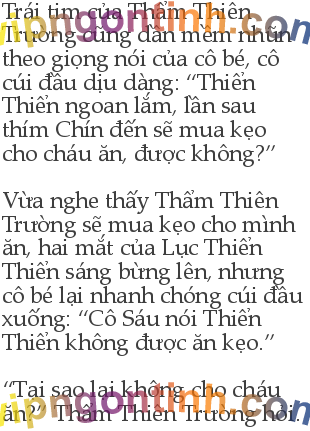 Trái tim của Thẩm Thiên
Trường cũng dần mềm nhũn
theo giọng nói của cô bé, cô
cúi đầu dịu dàng: “Thiển
Thiển ngoan lắm, lần sau
thím Chín đến sẽ mua kẹo
cho cháu ăn, được không?”
Vừa nghe thấy Thẩm Thiên
Trường sẽ mua kẹo cho mình
ăn, hai mắt của Lục Thiển
Thiển sáng bừng lên, nhưng
cô bé lại nhanh chóng cúi đầu
xuống: “Cô Sáu nói Thiển
Thiển không được ăn kẹo.”
“Tại sao lại không cho cháu
ăn?” Thẩm Thiên Trường hỏi.
vipngontinh.com
vipngontinh.com